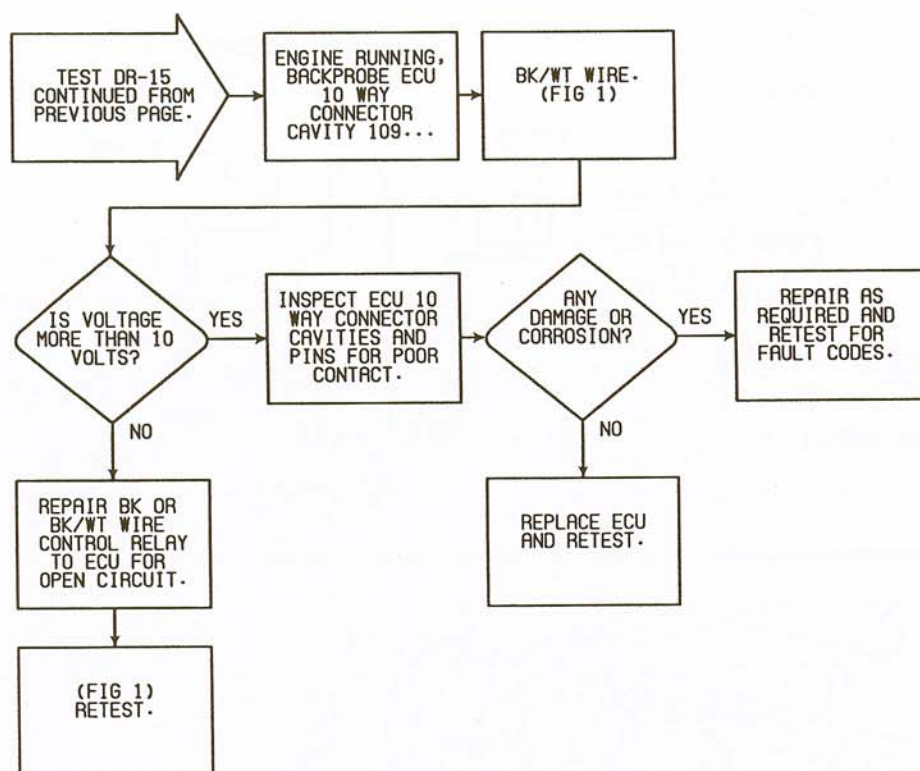 TEST DR-15
CONTINUED FROM
PREVIOUS PAGE.
ENGINE RUNNING,
BACKPROBE ECU
10 WAY
CONNECTOR
CAVITY 109...
BK/WT WIRE.
(FIG 1)
IS VOLTAGE
MORE THAN 10
VOLTS?
YES
INSPECT ECU 10
WAY CONNECTOR
CAVITIES AND
PINS FOR POOR
CONTACT.
ANY
DAMAGE OR
CORROSION?
YES
REPAIR AS
REQUIRED AND
RETEST FOR
FAULT CODES.
NO
REPAIR BK OR
BK/WT WIRE
CONTROL RELAY
TO ECU FOR
OPEN CIRCUIT.
NO
REPLACE ECU
AND RETEST.
(FIG 1)
RETEST.